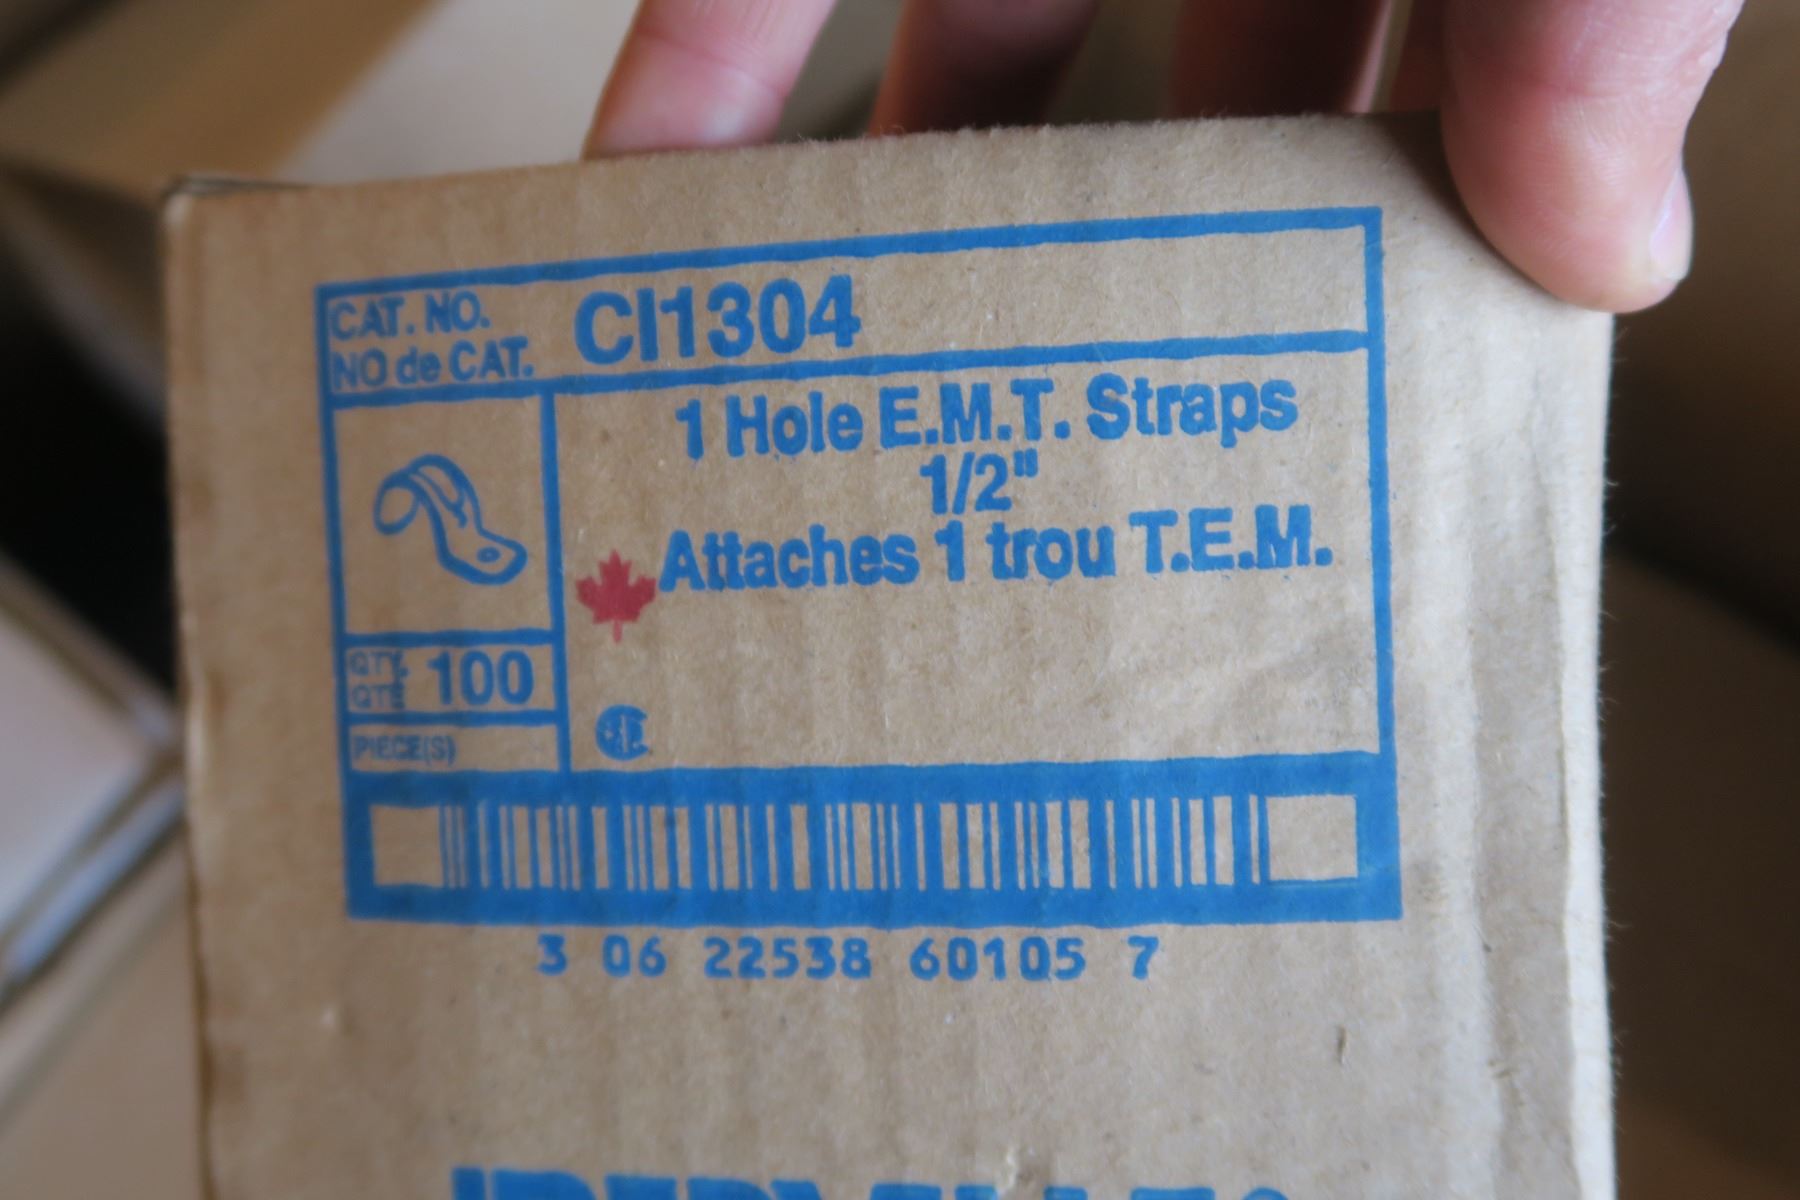 CAT. NO.
NO de CAT.
CI1304
1 Hole E.M.T. Straps
1/2"
Attaches 1 trou T.E.M.
QTY.
QTE
100
PIECE(S)
3 06 22538 60105 7